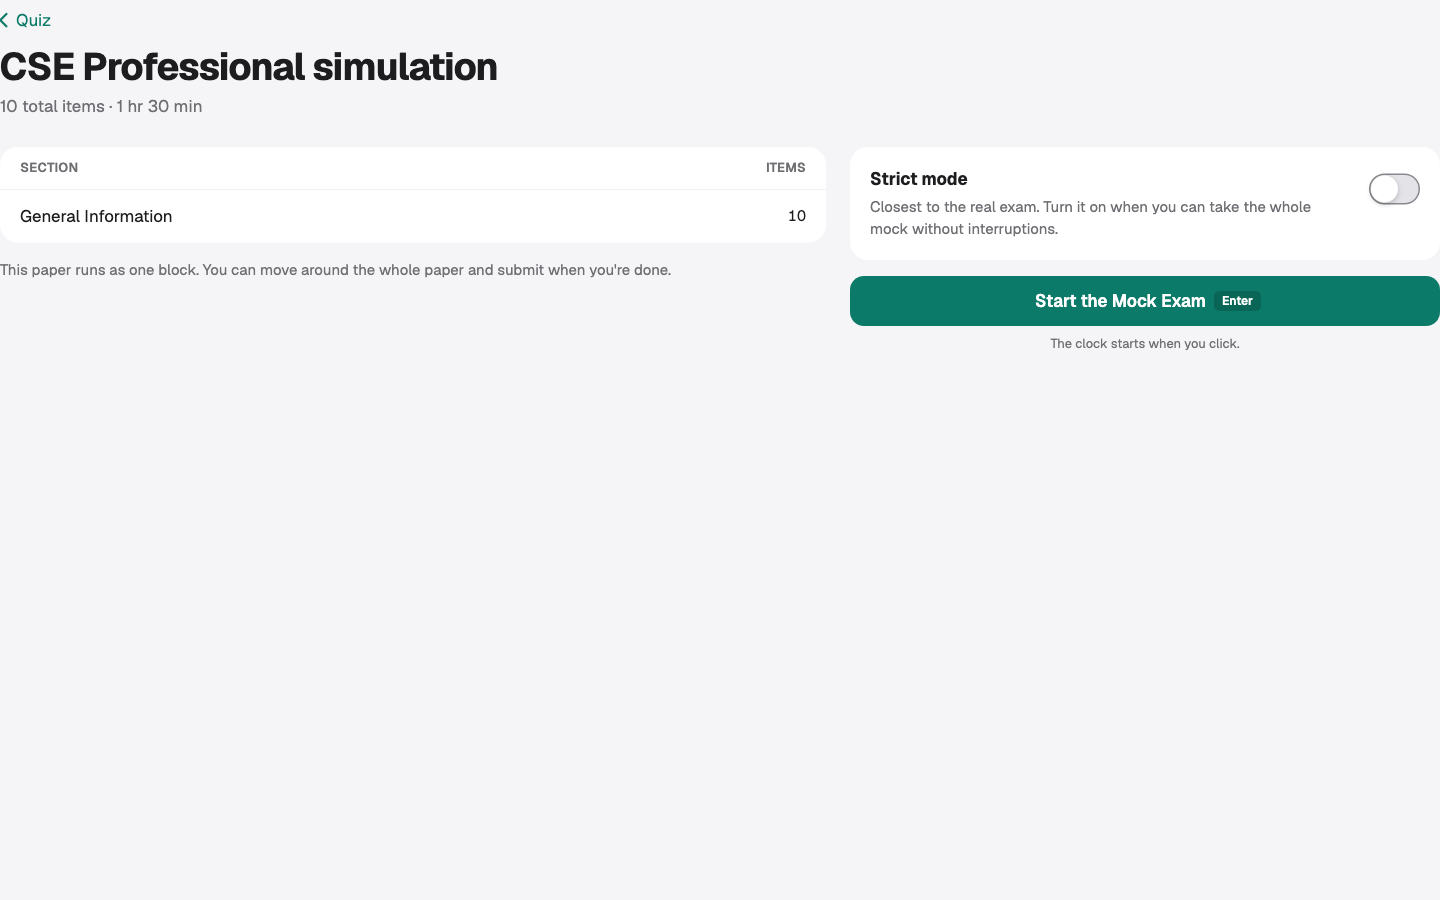 Quiz
CSE Professional simulation
10 total items · 1 hr 30 min
SECTION ITEMS
General Information 10
This paper runs as one block. You can move around the whole paper and submit when you're done.
Strict mode
Closest to the real exam. Turn it on when you can take the whole
mock without interruptions.
Start the Mock Exam Enter
The clock starts when you click.